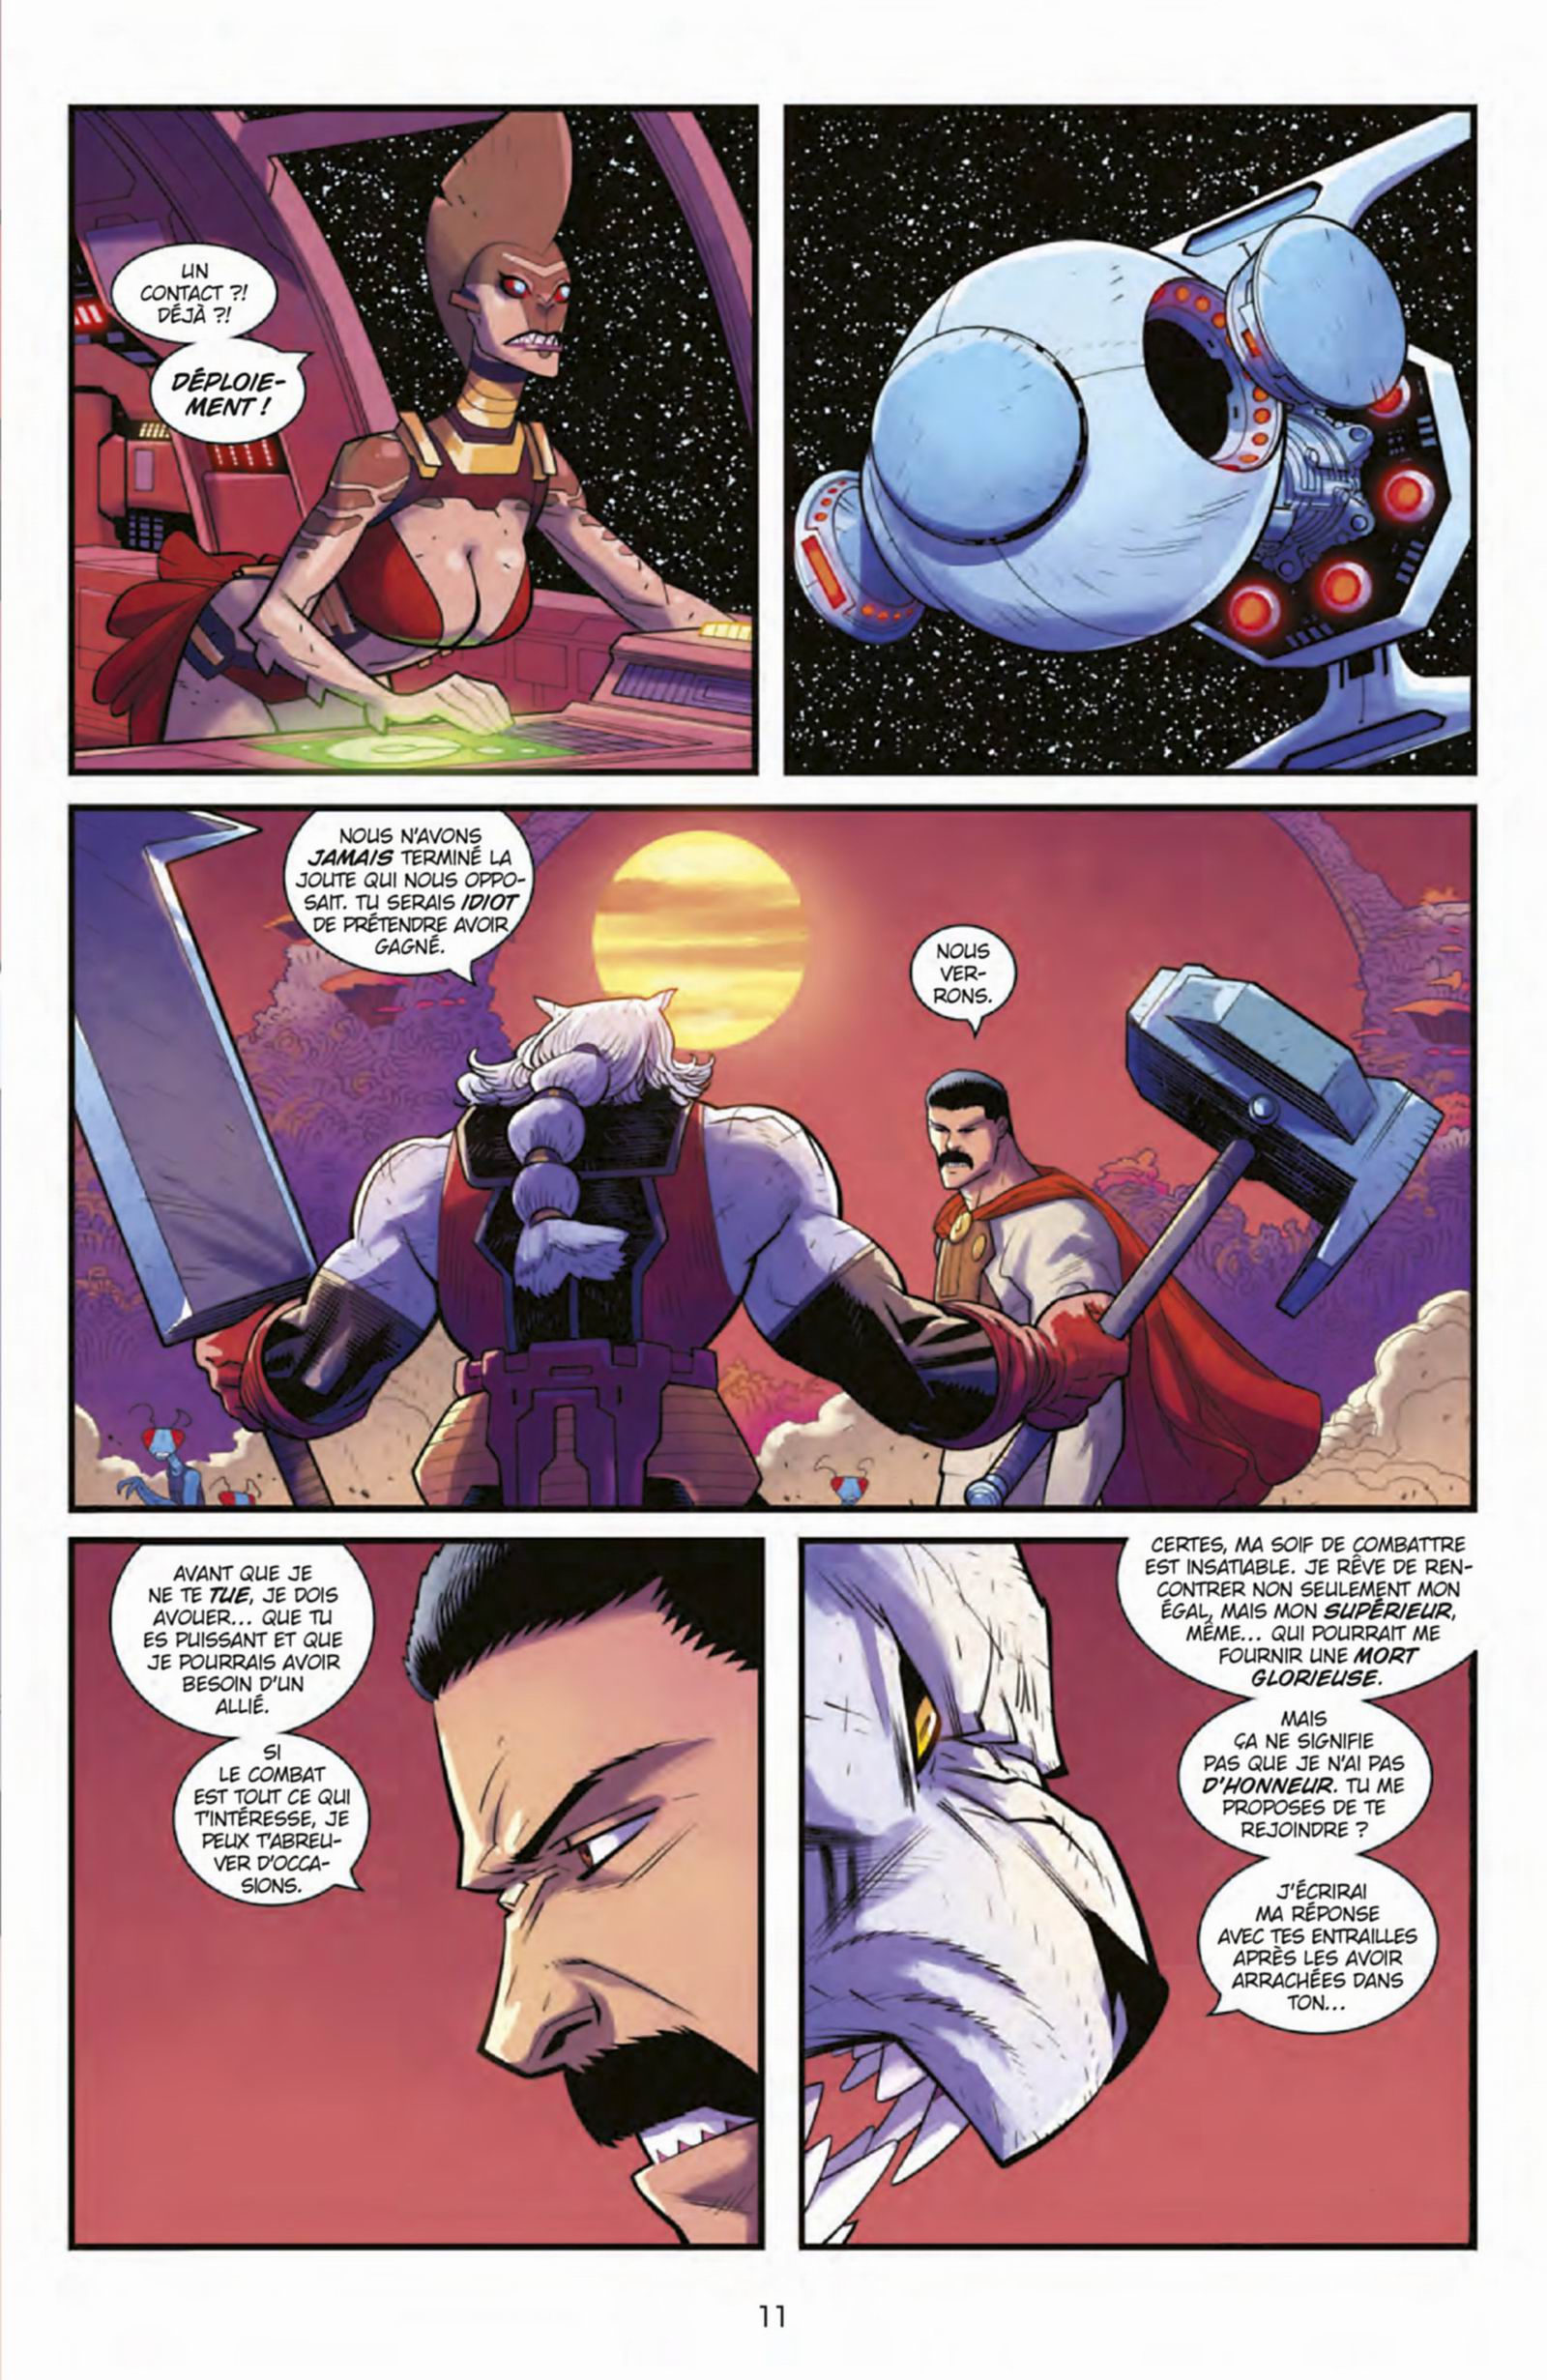 UN
CONTACT ?!
DÉJÀ ?!
DÉPLOIE-
MENT !
NOUS N'AVONS
JAMAIS TERMINÉ LA
JOUTE QUI NOUS OPPO-
SAIT. TU SERAIS IDIOT
DE PRÉTENDRE AVOIR
GAGNÉ.
NOUS
VER-
RONS.
AVANT QUE JE
NE TE TUE, JE DOIS
AVOUER... QUE TU
ES PUISSANT ET QUE
JE POURRAIS AVOIR
BESOIN D'UN
ALLIÉ.
SI
LE COMBAT
EST TOUT CE QUI
T'INTÉRESSE, JE
PEUX T'ABREU-
VER D'OCCA-
SIONS.
CERTES, MA SOIF DE COMBATTRE
EST INSATIABLE. JE RÊVE DE REN-
CONTRER NON SEULEMENT MON
ÉGAL, MAIS MON SUPÉRIEUR,
MÊME... QUI POURRAIT ME
FOURNIR UNE MORT
GLORIEUSE.
MAIS
ÇA NE SIGNIFIE
PAS QUE JE N'AI PAS
D'HONNEUR. TU ME
PROPOSES DE TE
REJOINDRE ?
J'ÉCRIRAI
MA RÉPONSE
AVEC TES ENTRAILLES
APRÈS LES AVOIR
ARRACHÉES DANS
TON...
11